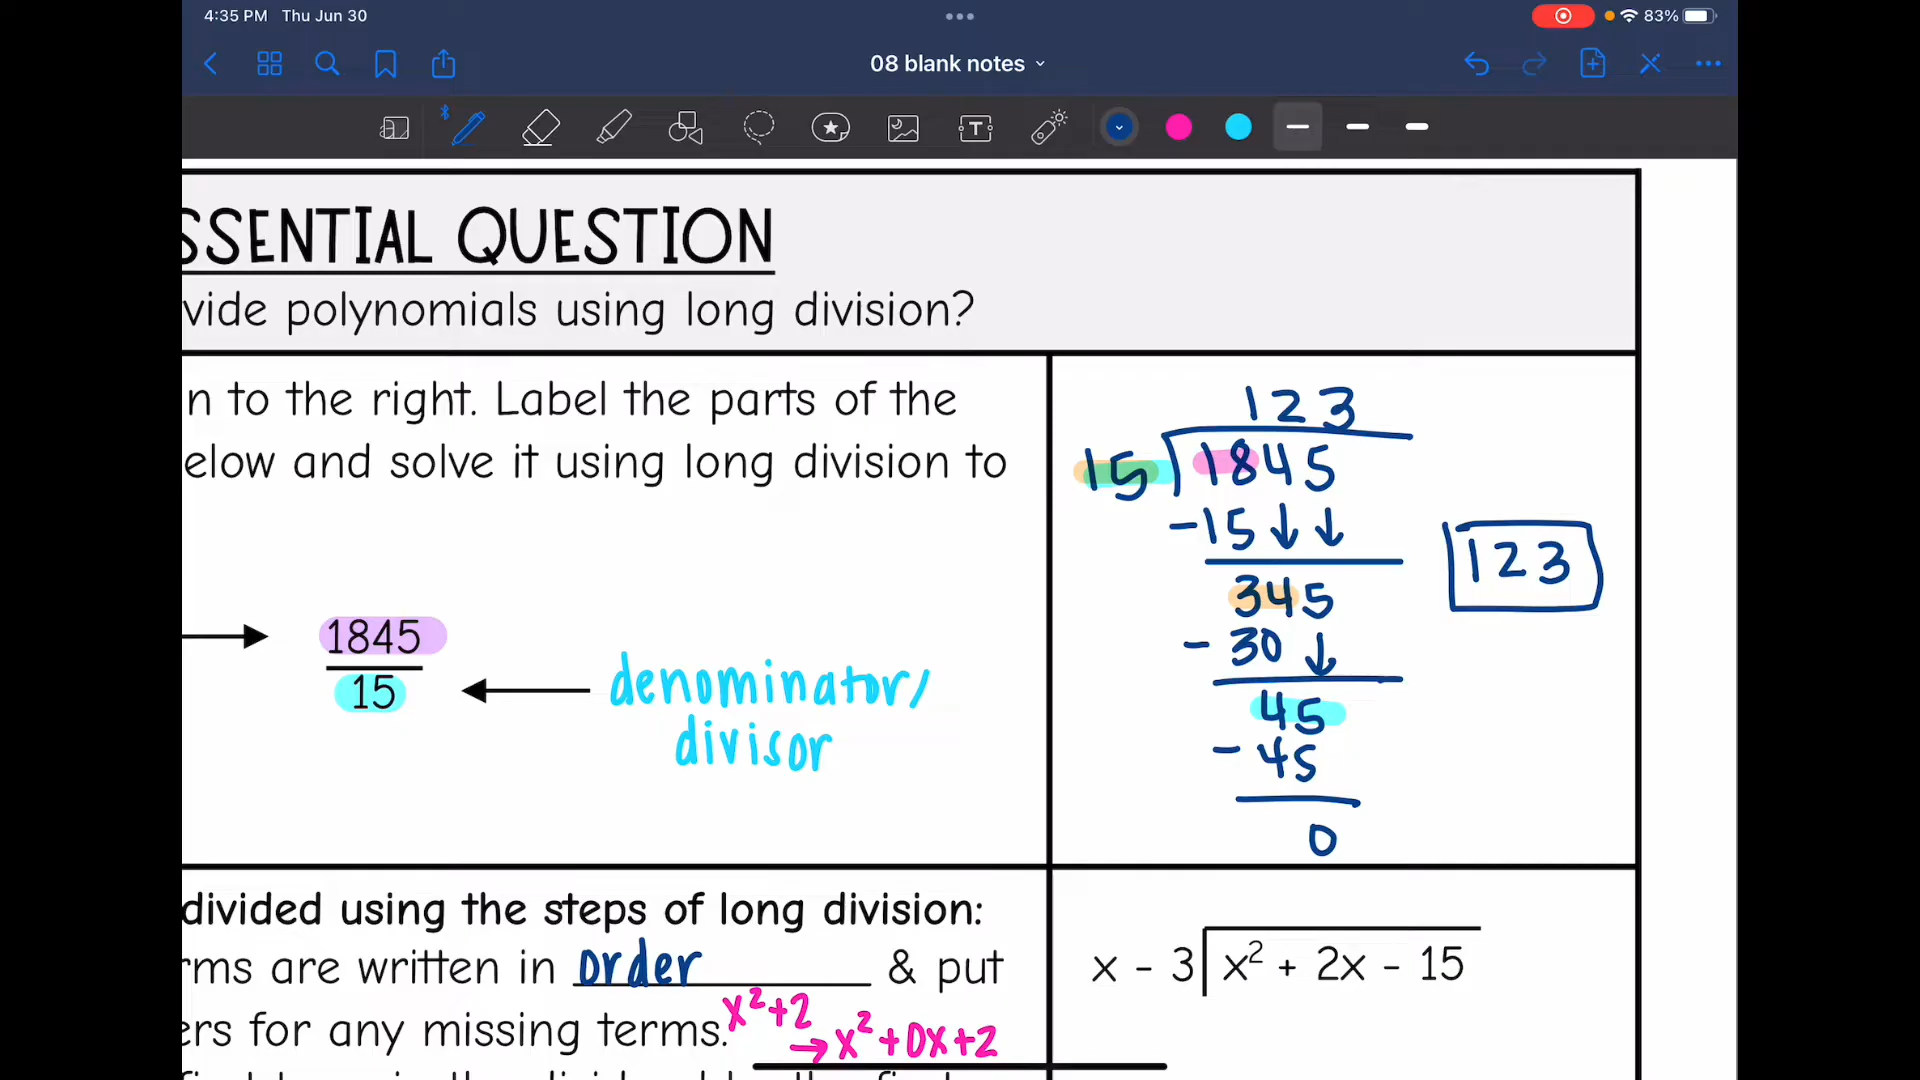 4:35 PM Thu Jun 30
83%
08 blank notes
SSENTIAL QUESTION
vide polynomials using long division?
n to the right. Label the parts of the
elow and solve it using long division to
1845
15
denominator/
divisor
123
15 1845
-15↓↓
345
-30↓
45
-45
0
123
divided using the steps of long division:
rms are written in order & put
ers for any missing terms. x²+2
→x²+0x+2
x - 3 x² + 2x - 15